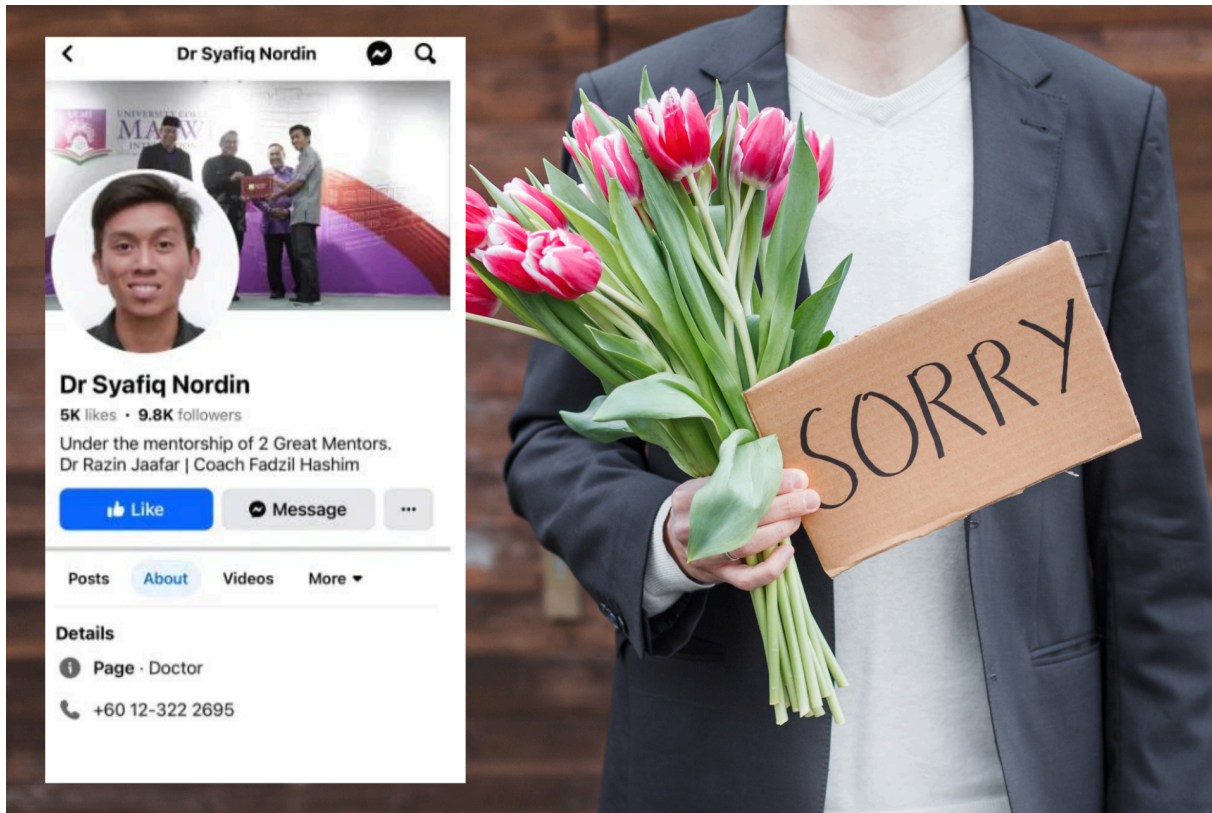 Dr Syafiq Nordin
UNIVERSITY COLL
Dr Syafiq Nordin
5K likes · 9.8K followers
Under the mentorship of 2 Great Mentors.
Dr Razin Jaafar | Coach Fadzil Hashim
Like
Message
Posts
About
Videos
More
Details
Page · Doctor
+60 12-322 2695
SORRY